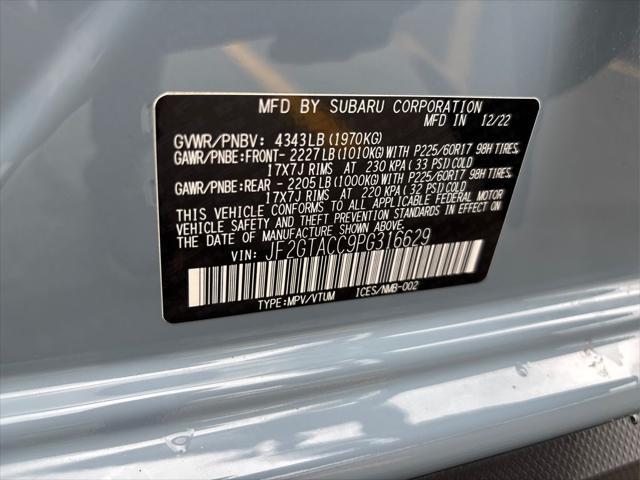 MFD BY SUBARU CORPORATION
MFD IN 12/22
GVWR/PNBV: 4343LB (1970KG)
GAWR/PNBE:FRONT- 2227LB (1010KG) WITH P225/60R17 98H TIRES,
17X7J RIMS AT 230 KPA (33 PSI) COLD
GAWR/PNBE:REAR - 2205LB (1000KG) WITH P225/60R17 98H TIRES,
17X7J RIMS AT 220 KPA (32 PSI) COLD
THIS VEHICLE CONFORMS TO ALL APPLICABLE FEDERAL MOTOR
VEHICLE SAFETY AND THEFT PREVENTION STANDARDS IN EFFECT ON
THE DATE OF MANUFACTURE SHOWN ABOVE.
VIN: JF2GTACC9PG316629
TYPE:MPV/VTUM ICES/NMB-002